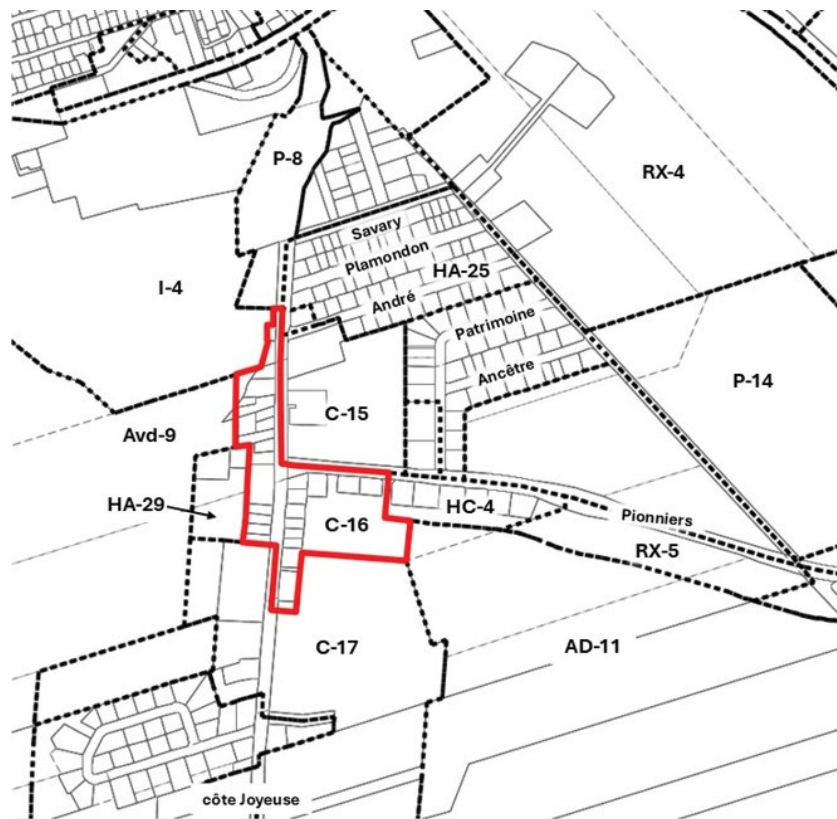 P-8
RX-4
Savary
Plamondon
HA-25
I-4
André
Patrimoine
Ancêtre
P-14
C-15
Avd-9
HA-29
C-16
HC-4
Pionniers
RX-5
C-17
AD-11
côte Joyeuse